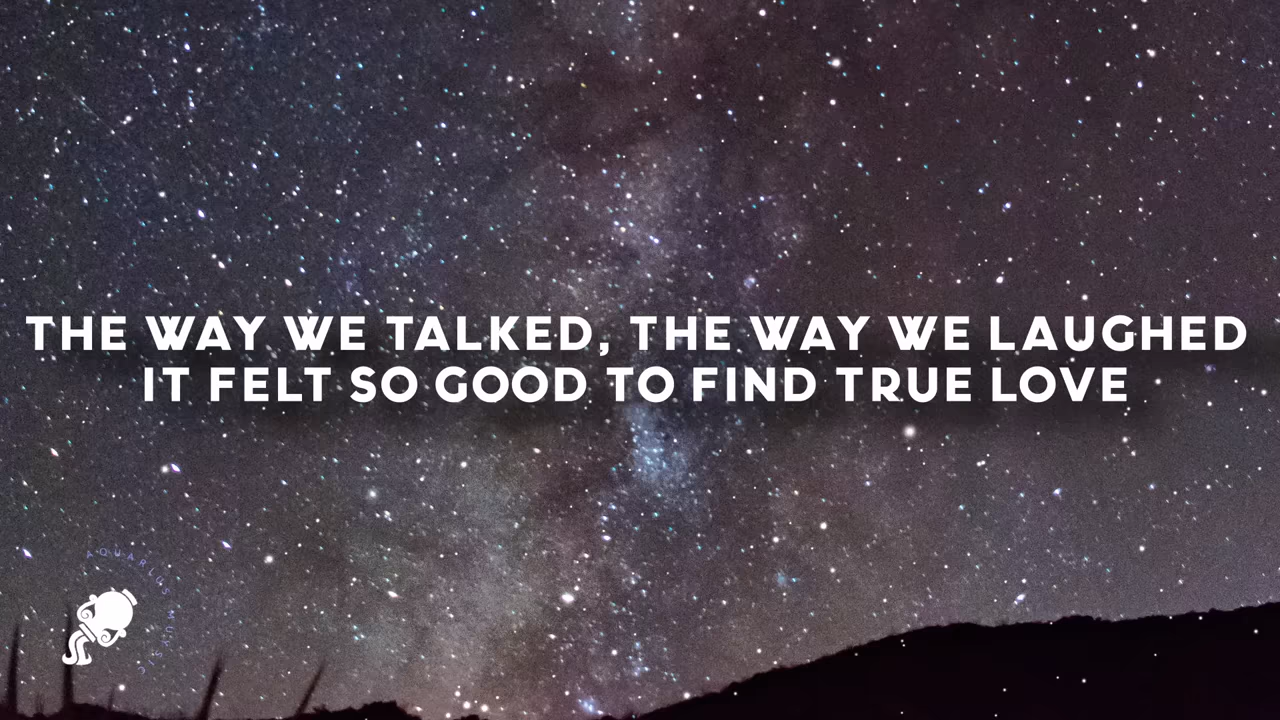 THE WAY WE TALKED, THE WAY WE LAUGHED
IT FELT SO GOOD TO FIND TRUE LOVE
AQUARIUS MUSIC